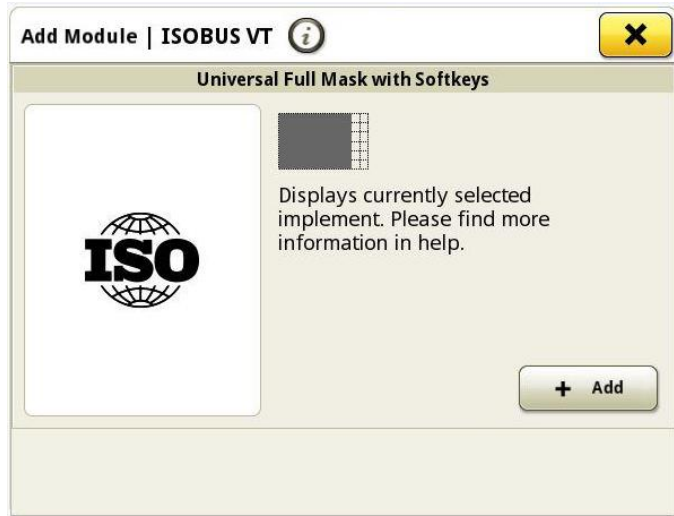 Add Module | ISOBUS VT
Universal Full Mask with Softkeys
ISO
Displays currently selected
implement. Please find more
information in help.
+ Add